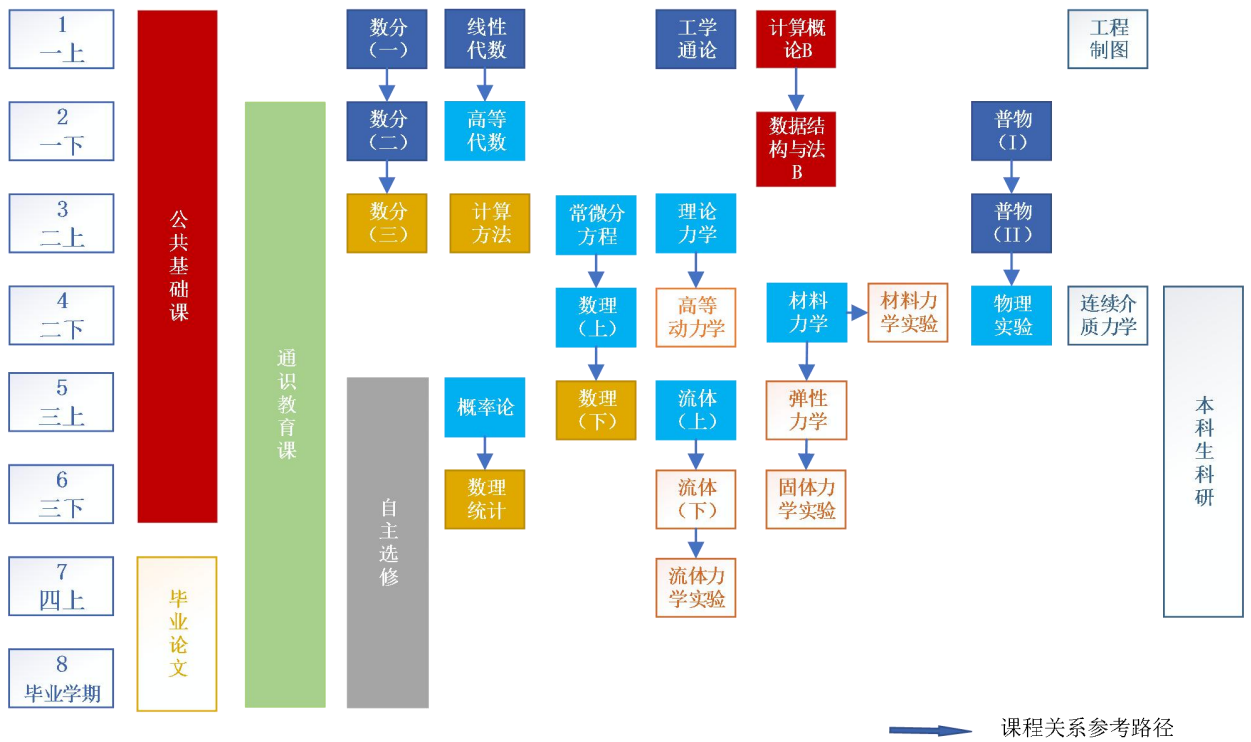 1
一上
数分
（一）
线性
代数
工学
通论
计算概
论B
工程
制图
2
一下
数分
（二）
高等
代数
数据结
构与法
B
普物
（I）
3
二上
数分
（三）
计算
方法
常微分
方程
理论
力学
普物
（II）
4
二下
数理
（上）
高等
动力学
材料
力学
材料力
学实验
物理
实验
连续介
质力学
5
三上
概率论
数理
（下）
流体
（上）
弹性
力学
6
三下
数理
统计
流体
（下）
固体力
学实验
7
四上
流体力
学实验
8
毕业学期
公共基础课
毕业论文
通识教育课
自主选修
本科生科研
课程关系参考路径